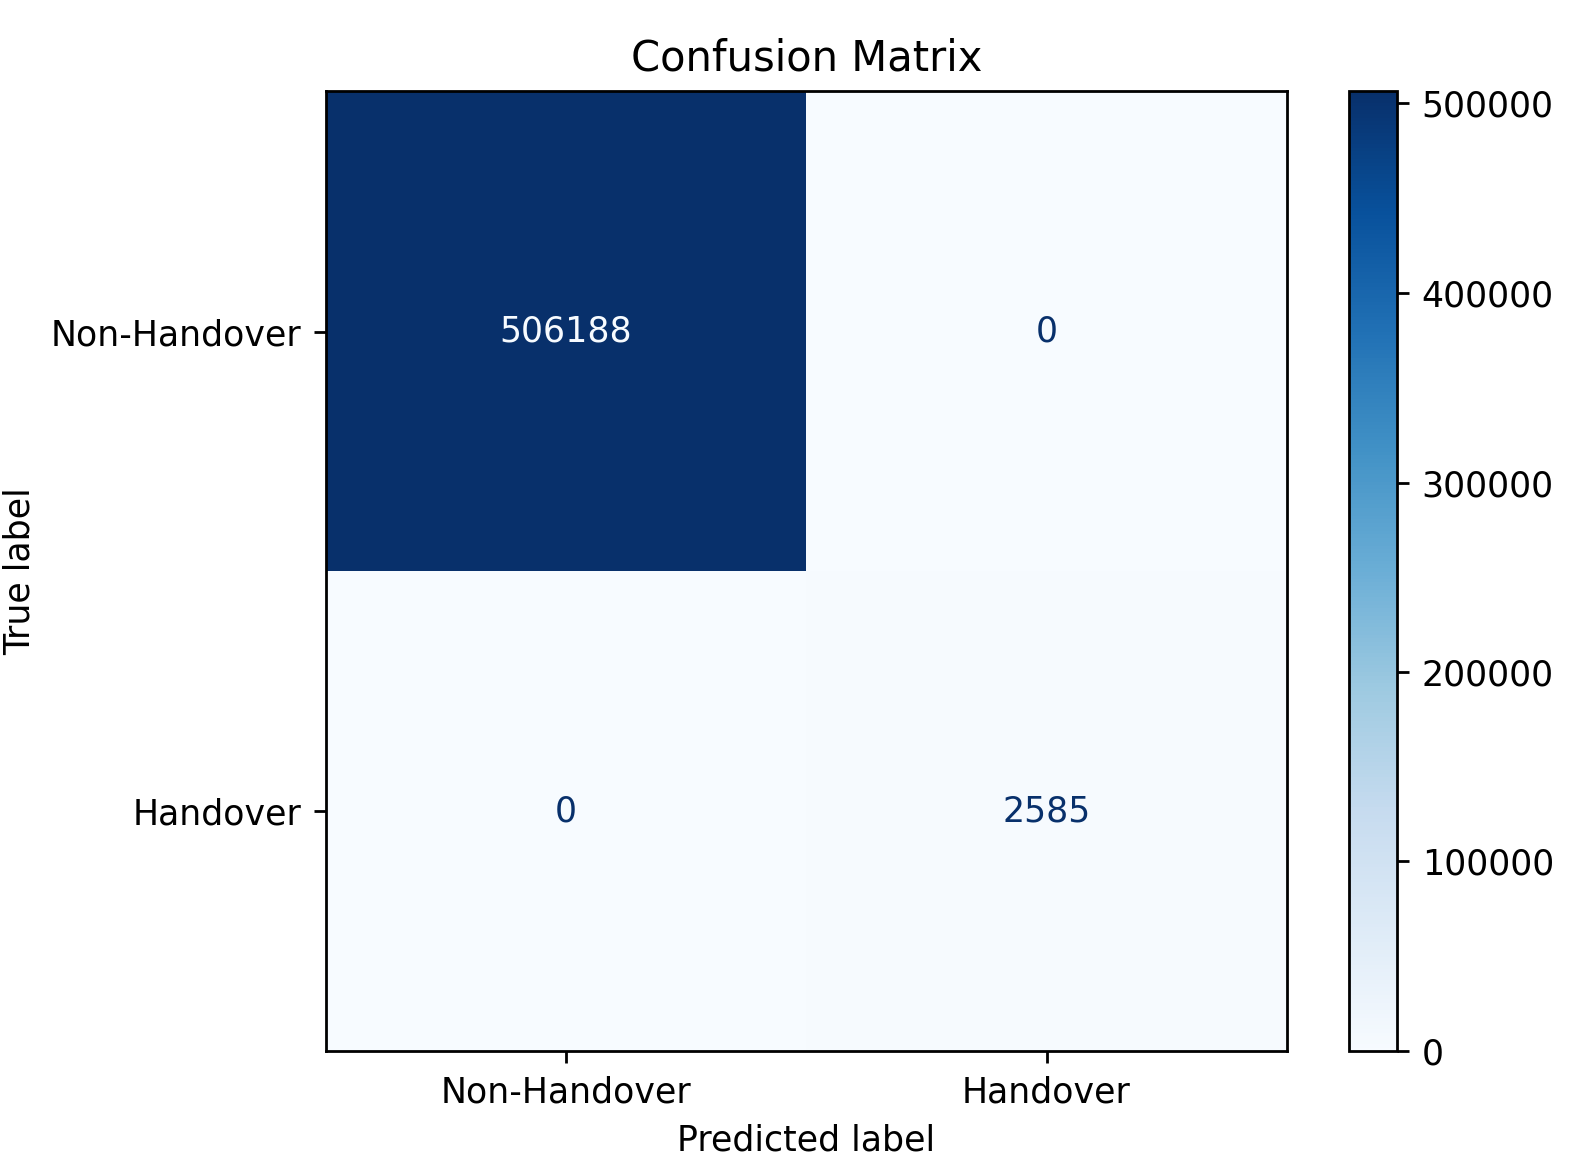 Confusion Matrix
500000
400000
300000
200000
100000
0
True label
Non-Handover
506188
0
Handover
0
2585
Non-Handover
Handover
Predicted label